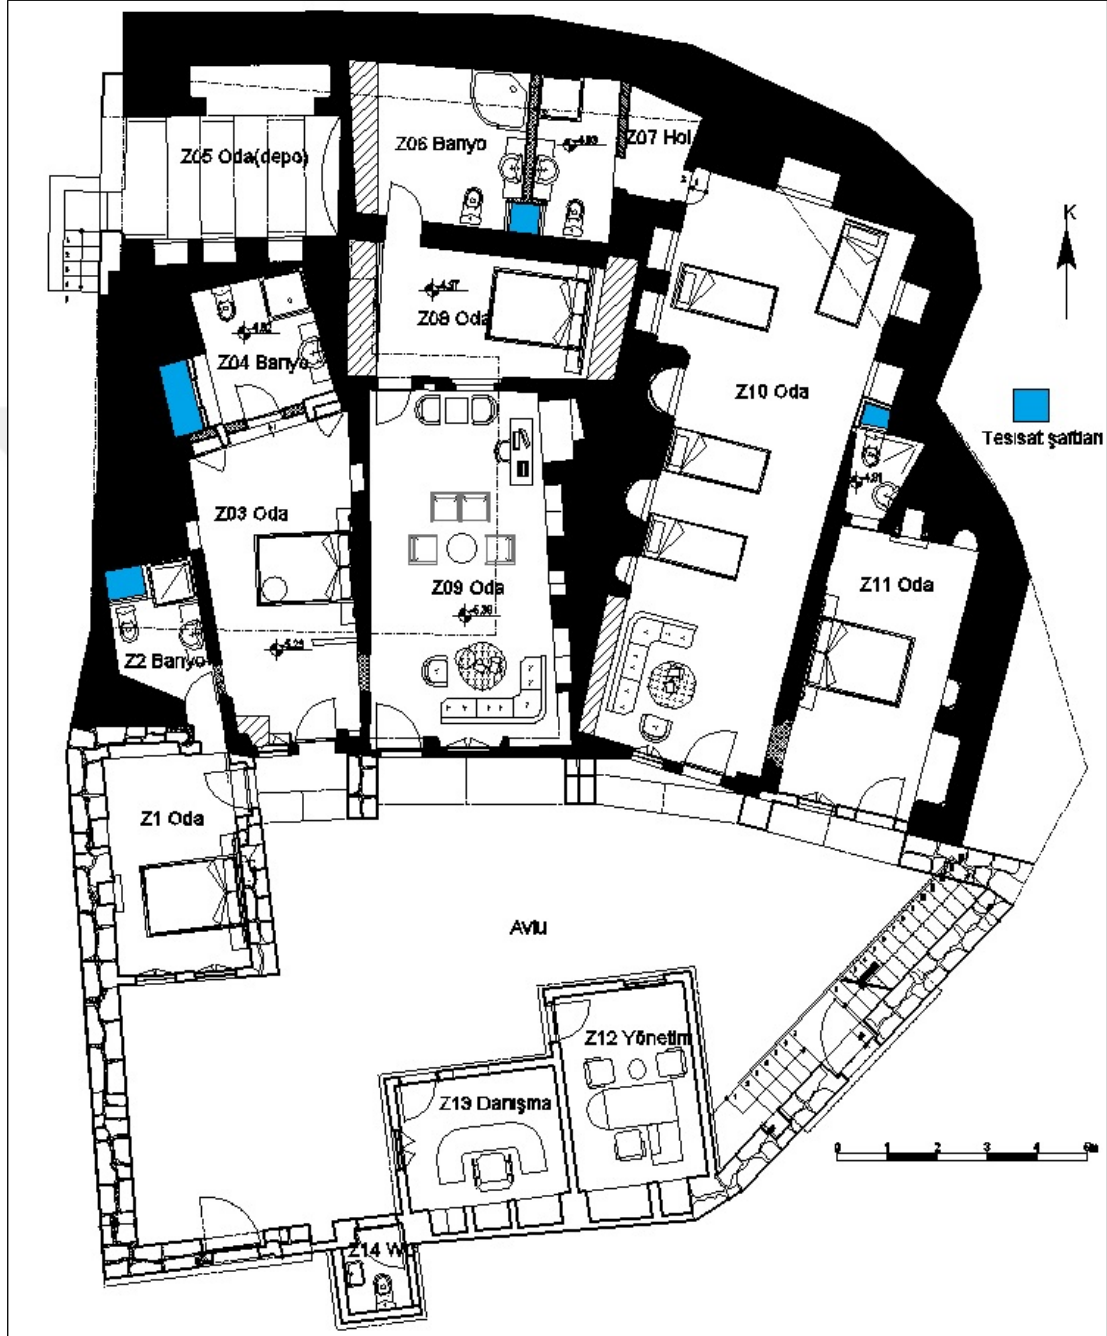 Z05 Oda(depo)
Z06 Banyo
Z07 Hol
K
Z08 Oda
Z04 Banyo
Z10 Oda
Tesisat şaftları
Z03 Oda
Z09 Oda
Z11 Oda
Z2 Banyo
Z1 Oda
Avlu
Z12 Yönetim
Z13 Danışma
0 1 2 3 4
Z14